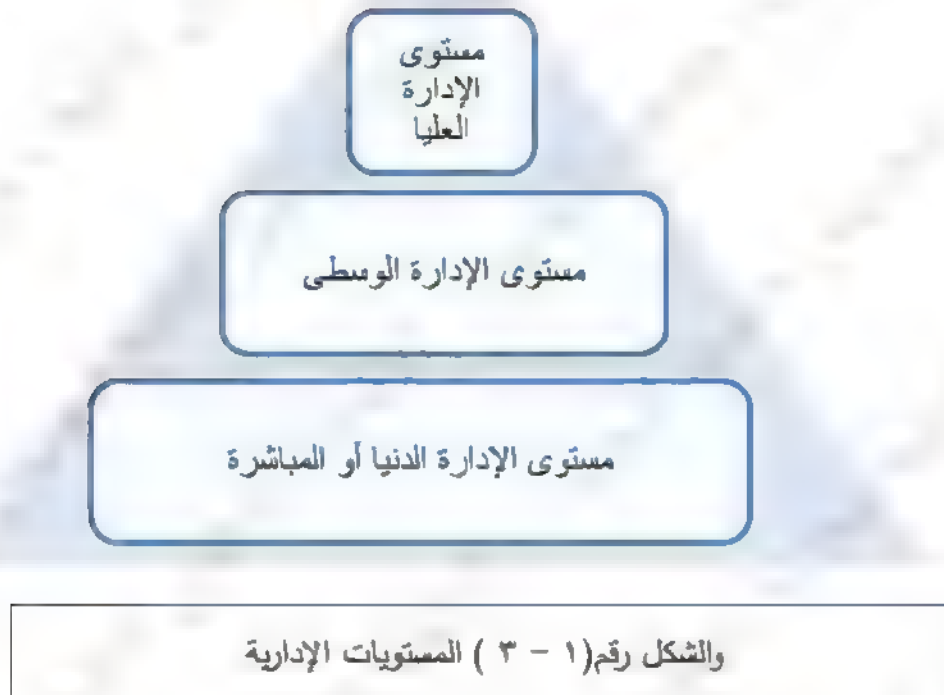 مستوى
الإدارة
العليا
مستوى الإدارة الوسطى
مستوى الإدارة الدنيا أو المباشرة
والشكل رقم(١ - ٣ ) المستويات الإدارية